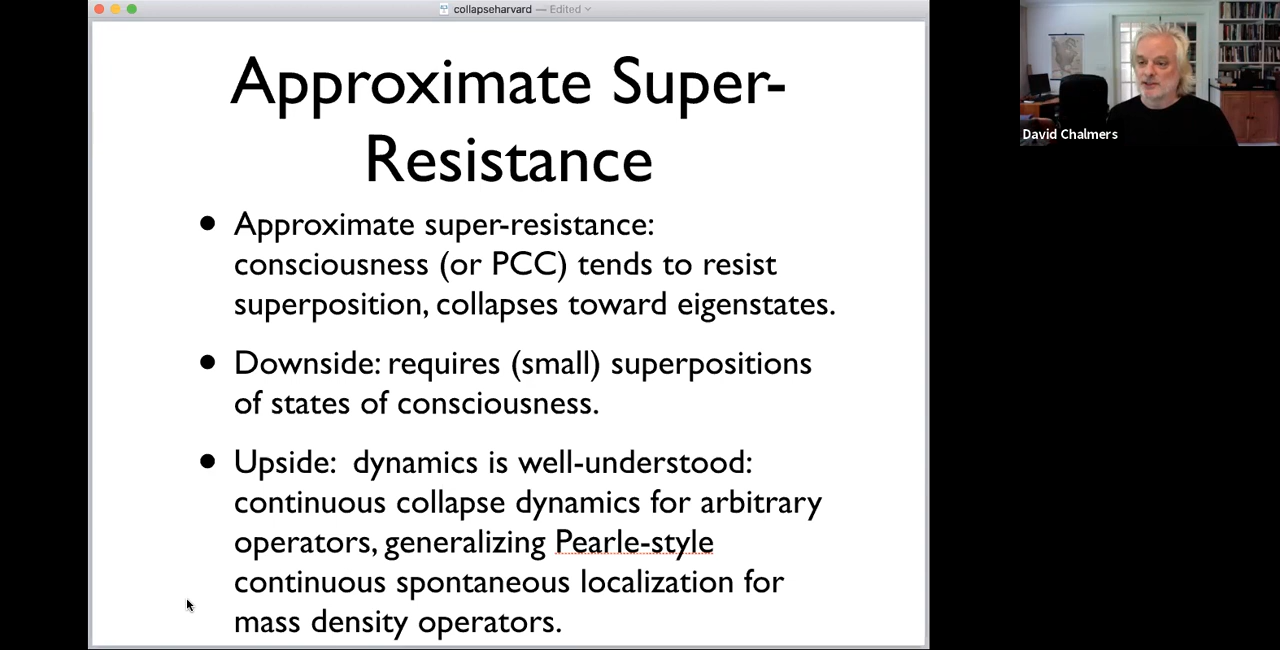 collapseharvard — Edited
Approximate Super-
Resistance
• Approximate super-resistance:
consciousness (or PCC) tends to resist
superposition, collapses toward eigenstates.
• Downside: requires (small) superpositions
of states of consciousness.
• Upside:  dynamics is well-understood:
continuous collapse dynamics for arbitrary
operators, generalizing Pearle-style
continuous spontaneous localization for
mass density operators.
David Chalmers